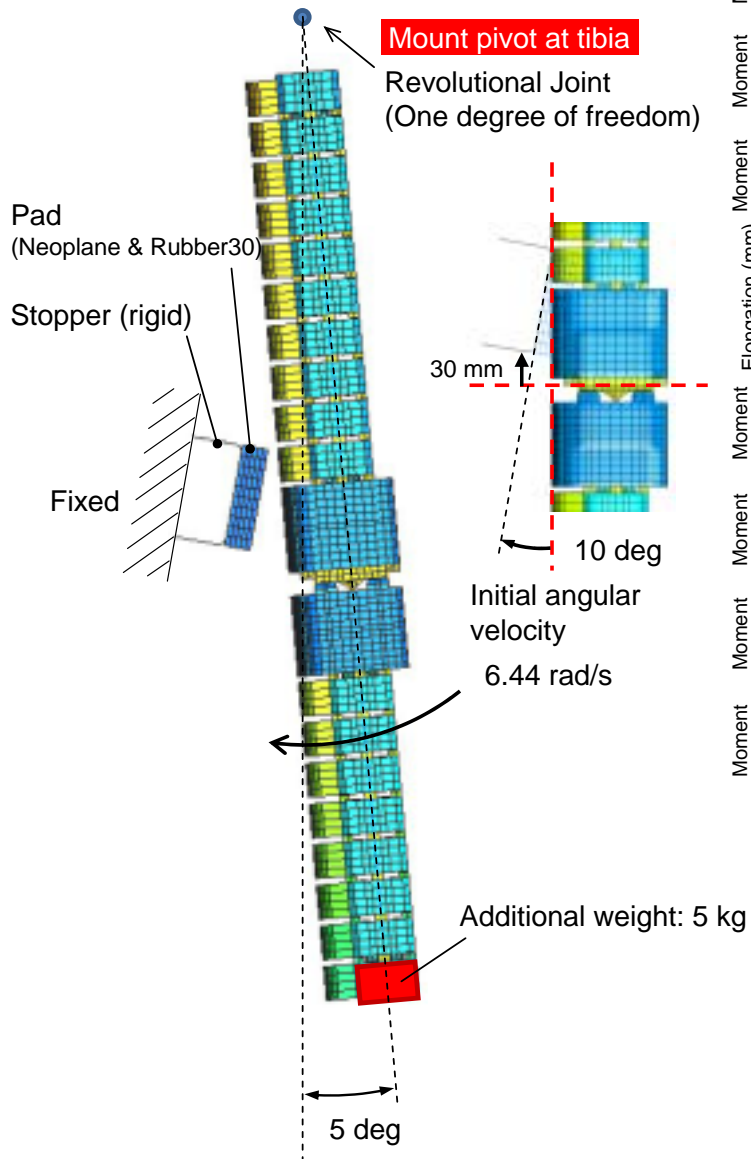 Mount pivot at tibia
Revolutional Joint
(One degree of freedom)
Pad
(Neoplane & Rubber30)
Stopper (rigid)
Fixed
30 mm
10 deg
Initial angular
velocity
6.44 rad/s
Additional weight: 5 kg
5 deg
Moment
Moment
Elongation (mm)
Moment
Moment
Moment
Moment